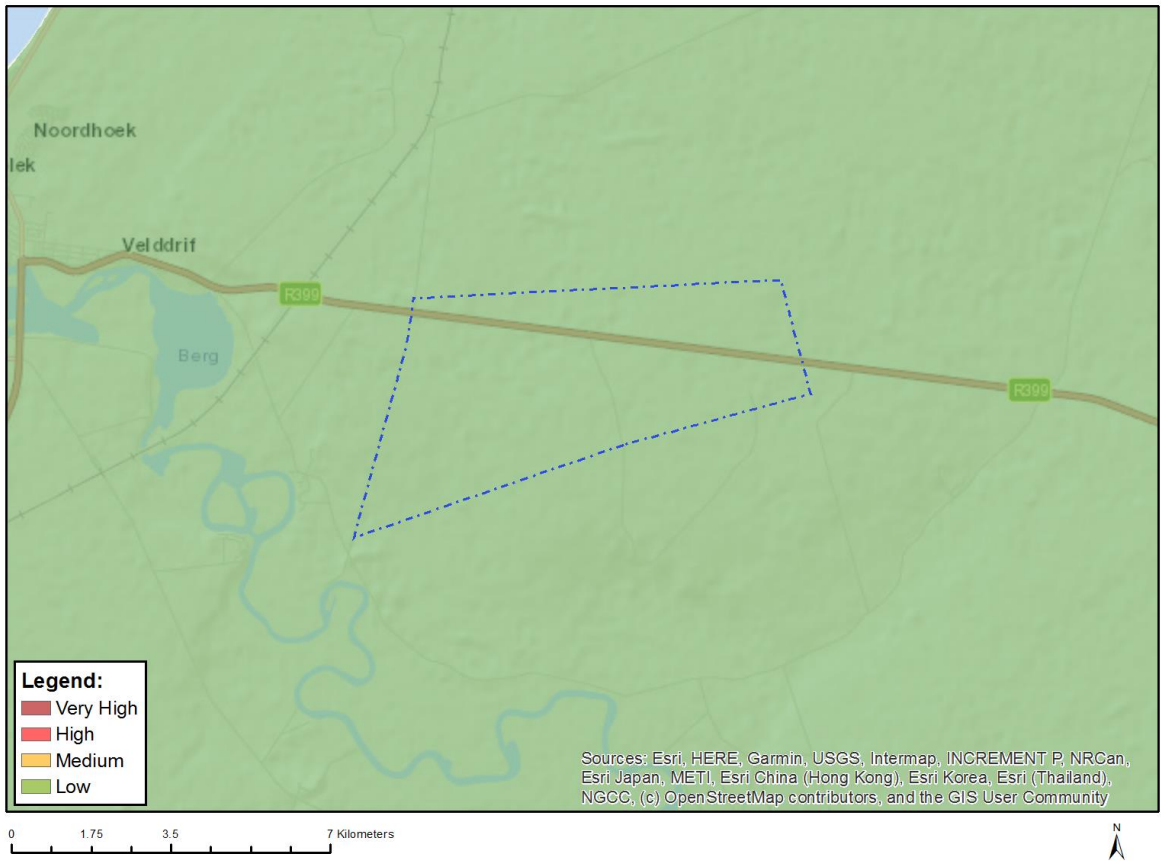 Noordhoek
lek
Velddrif
R399
Berg
R399
Legend:
Very High
High
Medium
Low
Sources: Esri, HERE, Garmin, USGS, Intermap, INCREMENT P, NRCan,
Esri Japan, METI, Esri China (Hong Kong), Esri Korea, Esri (Thailand),
NGCC, (c) OpenStreetMap contributors, and the GIS User Community
0 1.75 3.5 7 Kilometers
N